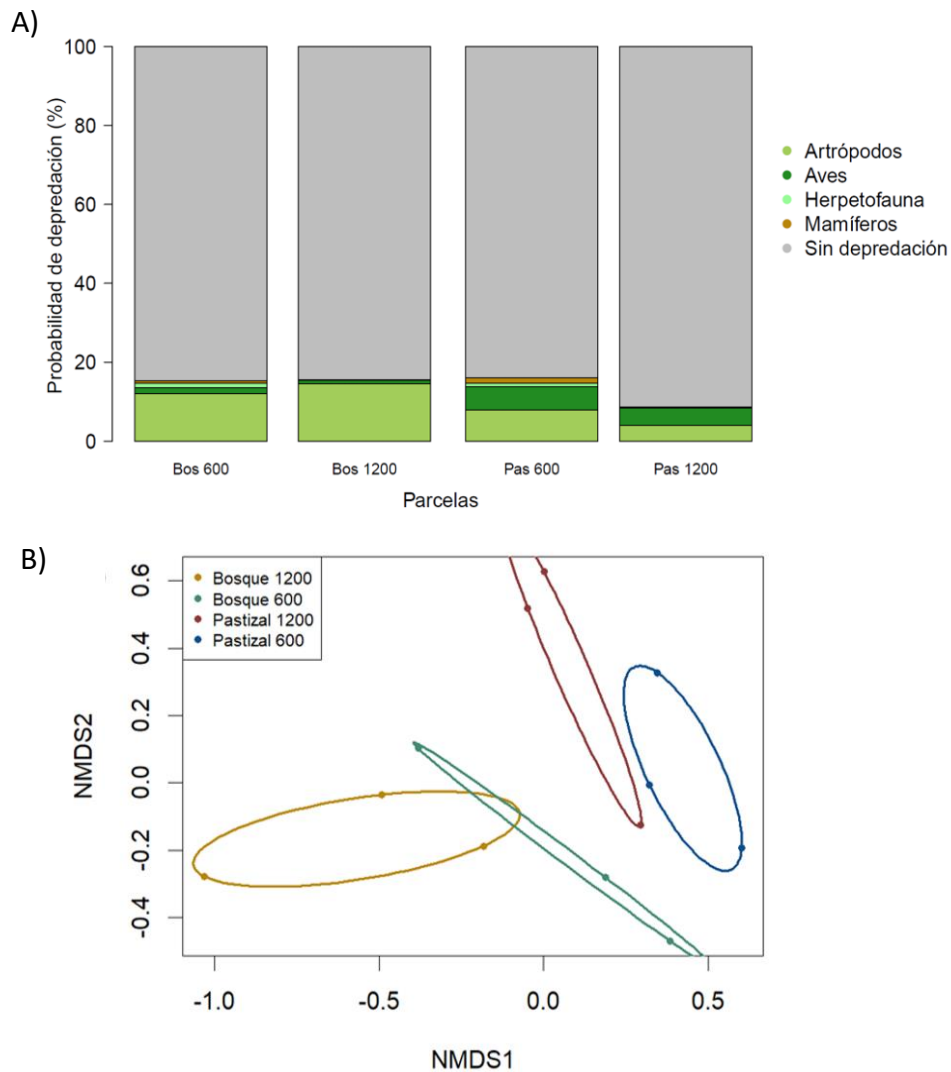 A)
Probabilidad de depredación (%)
100
80
60
40
20
0
Bos 600
Bos 1200
Pas 600
Pas 1200
Parcelas
Artrópodos
Aves
Herpetofauna
Mamíferos
Sin depredación
B)
Bosque 1200
Bosque 600
Pastizal 1200
Pastizal 600
NMDS2
0.6
0.4
0.2
0.0
-0.2
-0.4
-1.0
-0.5
0.0
0.5
NMDS1